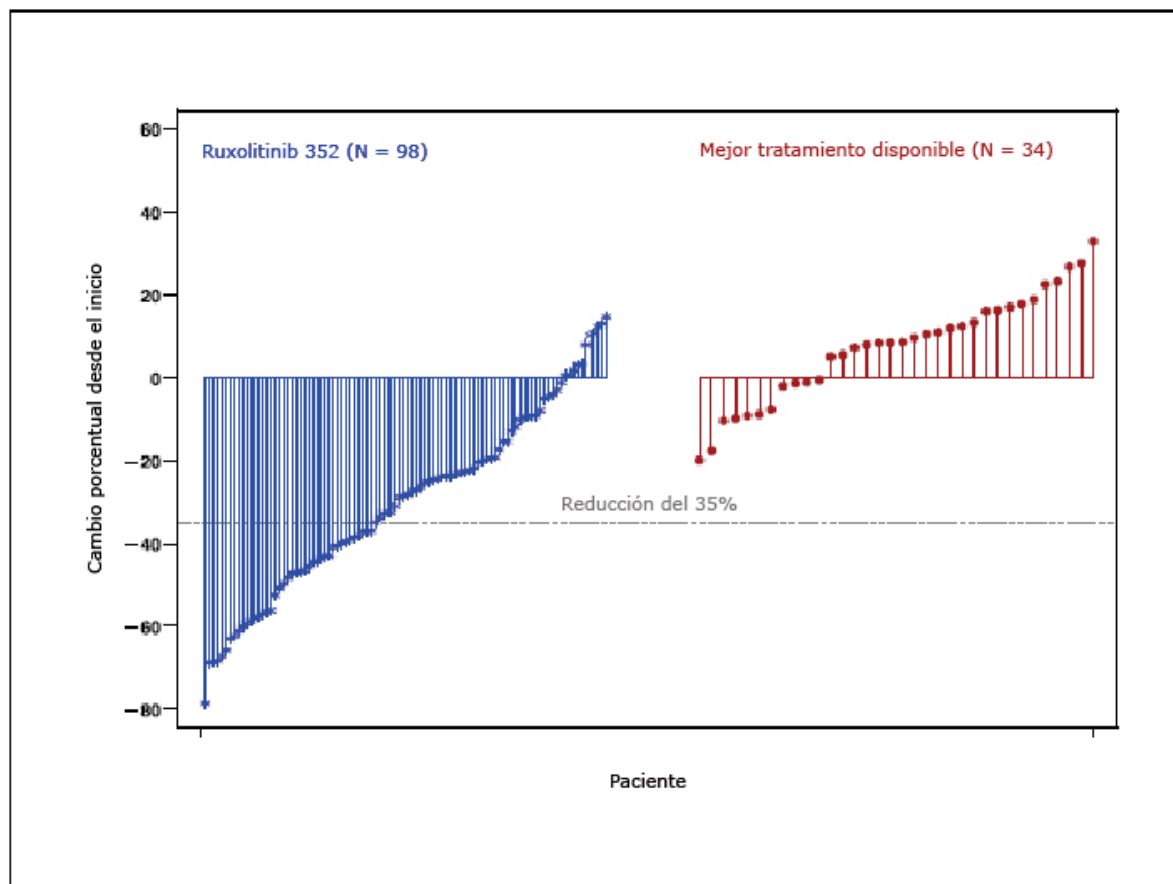 60
Ruxolitinib 352 (N = 98)
Mejor tratamiento disponible (N = 34)
40
20
0
−20
−40
−60
−80
Cambio porcentual desde el inicio
Reducción del 35%
Paciente